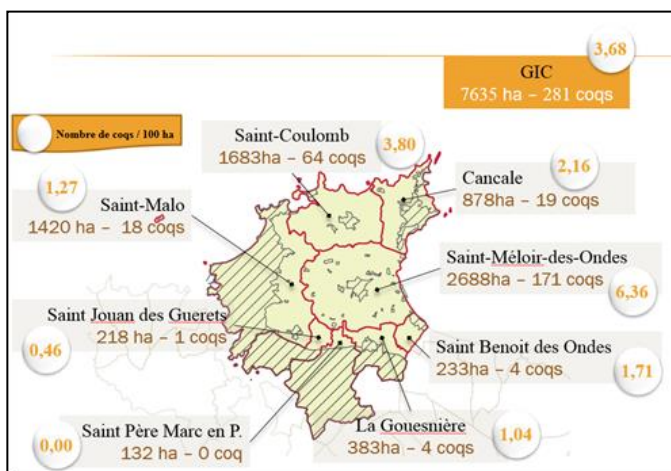 3,68
GIC
7635 ha – 281 coqs
Nombre de coqs / 100 ha
Saint-Coulomb
1683ha – 64 coqs
3,80
2,16
Cancale
878ha – 19 coqs
1,27
Saint-Malo
1420 ha – 18 coqs
Saint-Méloir-des-Ondes
2688ha – 171 coqs
6,36
Saint Jouan des Guerets
218 ha – 1 coqs
0,46
Saint Benoit des Ondes
233ha – 4 coqs
1,71
Saint Père Marc en P.
132 ha – 0 coq
0,00
La Gouesnière
383ha – 4 coqs
1,04